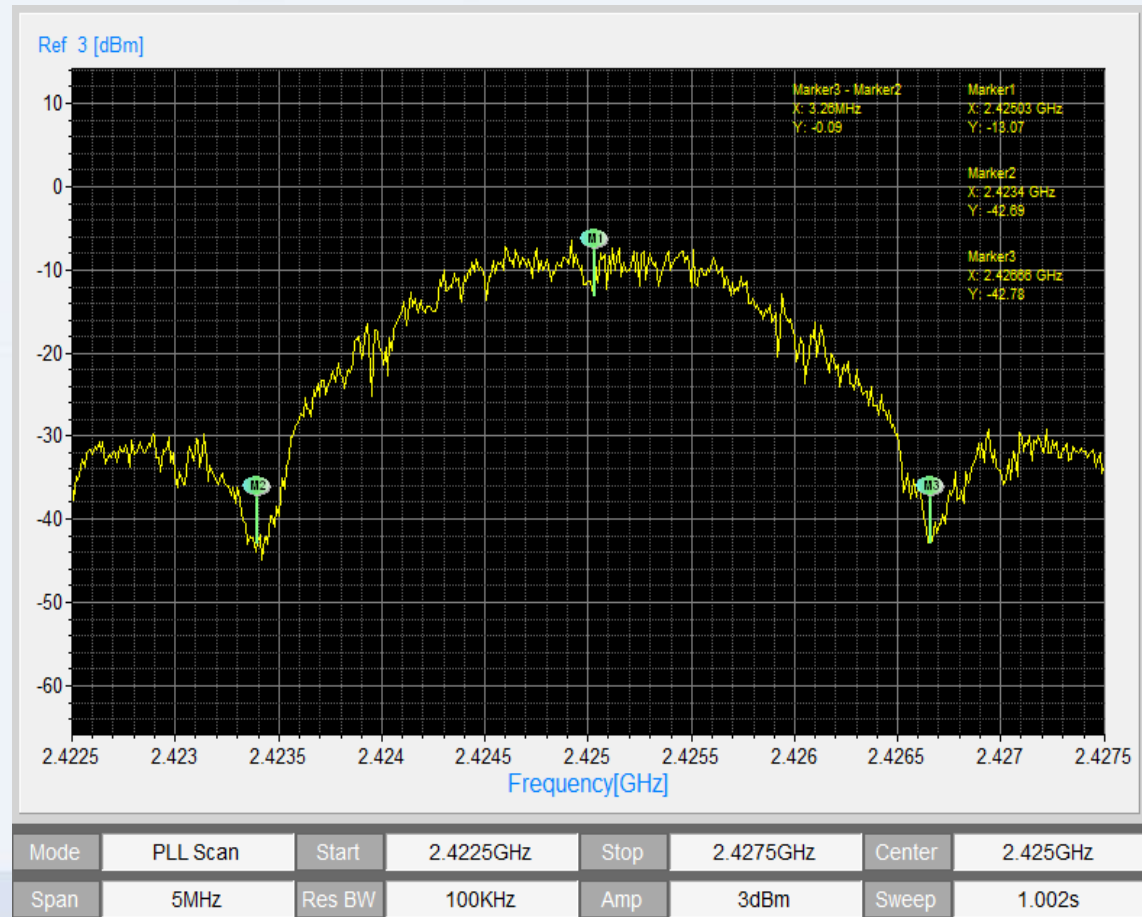 Ref 3 [dBm]
Marker3 - Marker2
X: 3.26MHz
Y: -0.09
Marker1
X: 2.42503 GHz
Y: -13.07
Marker2
X: 2.4234 GHz
Y: -42.69
Marker3
X: 2.42666 GHz
Y: -42.78
10
0
-10
-20
-30
-40
-50
-60
M1
M2
M3
2.4225 2.423 2.4235 2.424 2.4245 2.425 2.4255 2.426 2.4265 2.427 2.4275
Frequency[GHz]
Mode PLL Scan Start 2.4225GHz Stop 2.4275GHz Center 2.425GHz
Span 5MHz Res BW 100KHz Amp 3dBm Sweep 1.002s